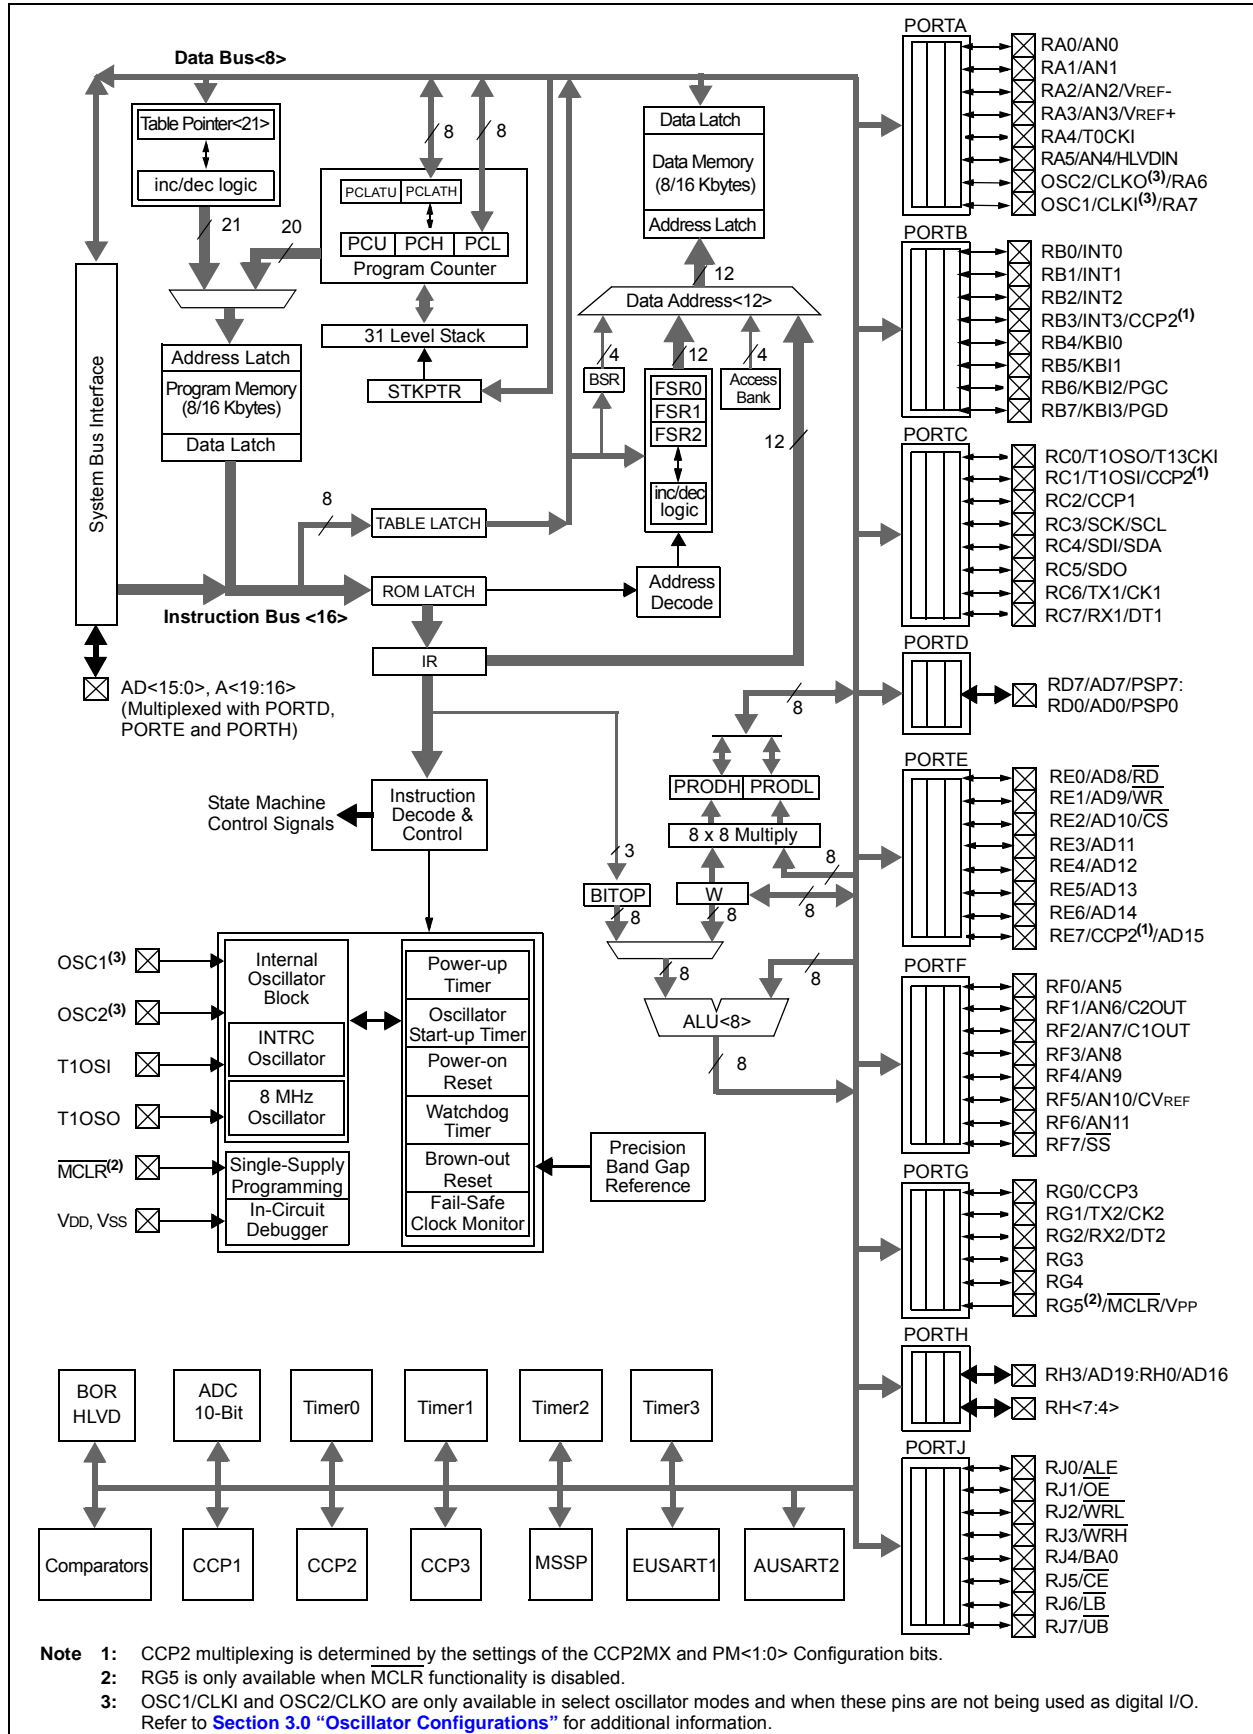 Data Bus<8>
Table Pointer<21>
inc/dec logic
21
20
8
8
PCLATU PCLATH
PCU PCH PCL
Program Counter
31 Level Stack
STKPTR
Data Latch
Data Memory
(8/16 Kbytes)
Address Latch
12
Data Address<12>
4
12
4
BSR
FSR0
FSR1
FSR2
inc/dec
logic
Access
Bank
12
Address
Decode
System Bus Interface
Address Latch
Program Memory
(8/16 Kbytes)
Data Latch
8
TABLE LATCH
ROM LATCH
Instruction Bus <16>
IR
AD<15:0>, A<19:16>
(Multiplexed with PORTD,
PORTE and PORTH)
State Machine
Control Signals
Instruction
Decode &
Control
8
PRODH PRODL
8 x 8 Multiply
3
8
BITOP
W
8
8
8
8
8
ALU<8>
8
OSC1(3)
OSC2(3)
T1OSI
T1OSO
MCLR(2)
VDD, VSS
Internal
Oscillator
Block
INTRC
Oscillator
8 MHz
Oscillator
Single-Supply
Programming
In-Circuit
Debugger
Power-up
Timer
Oscillator
Start-up Timer
Power-on
Reset
Watchdog
Timer
Brown-out
Reset
Fail-Safe
Clock Monitor
Precision
Band Gap
Reference
BOR
HLVD
ADC
10-Bit
Timer0
Timer1
Timer2
Timer3
Comparators
CCP1
CCP2
CCP3
MSSP
EUSART1
AUSART2
PORTA
RA0/AN0
RA1/AN1
RA2/AN2/VREF-
RA3/AN3/VREF+
RA4/T0CKI
RA5/AN4/HLVDIN
OSC2/CLKO(3)/RA6
OSC1/CLKI(3)/RA7
PORTB
RB0/INT0
RB1/INT1
RB2/INT2
RB3/INT3/CCP2(1)
RB4/KBI0
RB5/KBI1
RB6/KBI2/PGC
RB7/KBI3/PGD
PORTC
RC0/T1OSO/T13CKI
RC1/T1OSI/CCP2(1)
RC2/CCP1
RC3/SCK/SCL
RC4/SDI/SDA
RC5/SDO
RC6/TX1/CK1
RC7/RX1/DT1
PORTD
RD7/AD7/PSP7:
RD0/AD0/PSP0
PORTE
RE0/AD8/RD
RE1/AD9/WR
RE2/AD10/CS
RE3/AD11
RE4/AD12
RE5/AD13
RE6/AD14
RE7/CCP2(1)/AD15
PORTF
RF0/AN5
RF1/AN6/C2OUT
RF2/AN7/C1OUT
RF3/AN8
RF4/AN9
RF5/AN10/CVREF
RF6/AN11
RF7/SS
PORTG
RG0/CCP3
RG1/TX2/CK2
RG2/RX2/DT2
RG3
RG4
RG5(2)/MCLR/VPP
PORTH
RH3/AD19:RH0/AD16
RH<7:4>
PORTJ
RJ0/ALE
RJ1/OE
RJ2/WRL
RJ3/WRH
RJ4/BA0
RJ5/CE
RJ6/LB
RJ7/UB
Note 1: CCP2 multiplexing is determined by the settings of the CCP2MX and PM<1:0> Configuration bits.
2: RG5 is only available when MCLR functionality is disabled.
3: OSC1/CLKI and OSC2/CLKO are only available in select oscillator modes and when these pins are not being used as digital I/O.
Refer to Section 3.0 “Oscillator Configurations” for additional information.